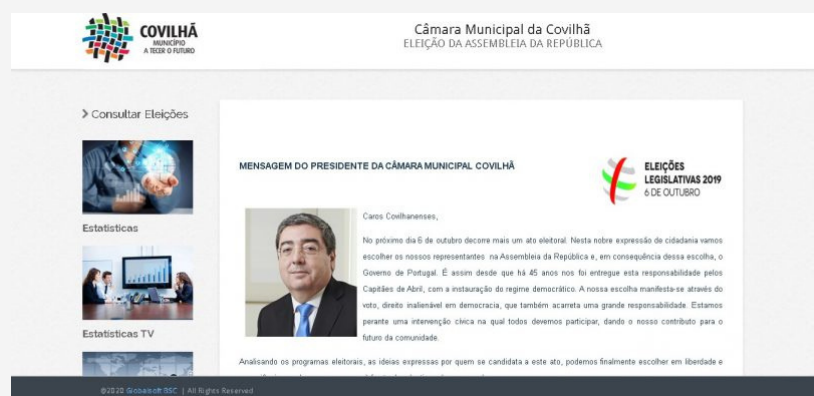 COVILHÃ
MUNICÍPIO
A TECER O FUTURO
Câmara Municipal da Covilhã
ELEIÇÃO DA ASSEMBLEIA DA REPÚBLICA
Consultar Eleições
Estatisticas
Estatísticas TV
MENSAGEM DO PRESIDENTE DA CÂMARA MUNICIPAL COVILHÃ
ELEIÇÕES
LEGISLATIVAS 2019
6 DE OUTUBRO
Caros Covilhanenses,
No próximo dia 6 de outubro decorre mais um ato eleitoral. Nesta nobre expressão de cidadania vamos
escolher os nossos representantes na Assembleia da República e, em consequência dessa escolha, o
Governo de Portugal. É assim desde que há 45 anos nos foi entregue esta responsabilidade pelos
Capitães de Abril, com a instauração do regime democrático. A nossa escolha manifesta-se através do
voto, direito inalienável em democracia, que também acarreta uma grande responsabilidade. Estamos
perante uma intervenção cívica na qual todos devemos participar, dando o nosso contributo para o
futuro da comunidade.
Analisando os programas eleitorais, as ideias expressas por quem se candidata a este ato, podemos finalmente escolher em liberdade e
@2020 Globalsoft BSC | All Rights Reserved